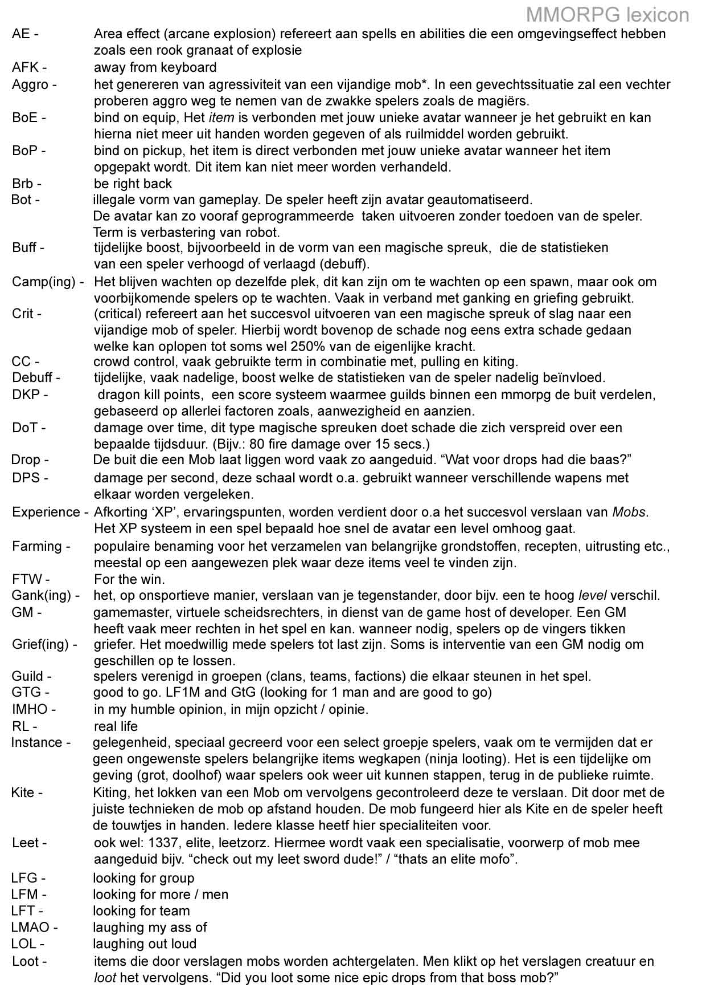 MMORPG lexicon
AE - Area effect (arcane explosion) refereert aan spells en abilities die een omgevingseffect hebben
zoals een rook granaat of explosie
AFK - away from keyboard
Aggro - het genereren van agressiviteit van een vijandige mob*. In een gevechtssituatie zal een vechter
proberen aggro weg te nemen van de zwakke spelers zoals de magiërs.
BoE - bind on equip, Het item is verbonden met jouw unieke avatar wanneer je het gebruikt en kan
hierna niet meer uit handen worden gegeven of als ruilmiddel worden gebruikt.
BoP - bind on pickup, het item is direct verbonden met jouw unieke avatar wanneer het item
opgepakt wordt. Dit item kan niet meer worden verhandeld.
Brb - be right back
Bot - illegale vorm van gameplay. De speler heeft zijn avatar geautomatiseerd.
De avatar kan zo vooraf geprogrammeerde taken uitvoeren zonder toedoen van de speler.
Term is verbastering van robot.
Buff - tijdelijke boost, bijvoorbeeld in de vorm van een magische spreuk, die de statistieken
van een speler verhoogd of verlaagd (debuff).
Camp(ing) - Het blijven wachten op dezelfde plek, dit kan zijn om te wachten op een spawn, maar ook om
voorbijkomende spelers op te wachten. Vaak in verband met ganking en griefing gebruikt.
Crit - (critical) refereert aan het succesvol uitvoeren van een magische spreuk of slag naar een
vijandige mob of speler. Hierbij wordt bovenop de schade nog eens extra schade gedaan
welke kan oplopen tot soms wel 250% van de eigenlijke kracht.
CC - crowd control, vaak gebruikte term in combinatie met, pulling en kiting.
Debuff - tijdelijke, vaak nadelige, boost welke de statistieken van de speler nadelig beïnvloed.
DKP - dragon kill points, een score systeem waarmee guilds binnen een mmorpg de buit verdelen,
gebaseerd op allerlei factoren zoals, aanwezigheid en aanzien.
DoT - damage over time, dit type magische spreuken doet schade die zich verspreid over een
bepaalde tijdsduur. (Bijv.: 80 fire damage over 15 secs.)
Drop - De buit die een Mob laat liggen word vaak zo aangeduid. “Wat voor drops had die baas?”
DPS - damage per second, deze schaal wordt o.a. gebruikt wanneer verschillende wapens met
elkaar worden vergeleken.
Experience - Afkorting ‘XP’, ervaringspunten, worden verdient door o.a het succesvol verslaan van Mobs.
Het XP systeem in een spel bepaald hoe snel de avatar een level omhoog gaat.
Farming - populaire benaming voor het verzamelen van belangrijke grondstoffen, recepten, uitrusting etc.,
meestal op een aangewezen plek waar deze items veel te vinden zijn.
FTW - For the win.
Gank(ing) - het, op onsportieve manier, verslaan van je tegenstander, door bijv. een te hoog level verschil.
GM - gamemaster, virtuele scheidsrechters, in dienst van de game host of developer. Een GM
heeft vaak meer rechten in het spel en kan. wanneer nodig, spelers op de vingers tikken
Grief(ing) - griefer. Het moedwillig mede spelers tot last zijn. Soms is interventie van een GM nodig om
geschillen op te lossen.
Guild - spelers verenigd in groepen (clans, teams, factions) die elkaar steunen in het spel.
GTG - good to go. LF1M and GtG (looking for 1 man and are good to go)
IMHO - in my humble opinion, in mijn opzicht / opinie.
RL - real life
Instance - gelegenheid, speciaal gecreerd voor een select groepje spelers, vaak om te vermijden dat er
geen ongewenste spelers belangrijke items wegkapen (ninja looting). Het is een tijdelijke om
geving (grot, doolhof) waar spelers ook weer uit kunnen stappen, terug in de publieke ruimte.
Kite - Kiting, het lokken van een Mob om vervolgens gecontroleerd deze te verslaan. Dit door met de
juiste technieken de mob op afstand houden. De mob fungeerd hier als Kite en de speler heeft
de touwtjes in handen. Iedere klasse heetf hier specialiteiten voor.
Leet - ook wel: 1337, elite, leetzorz. Hiermee wordt vaak een specialisatie, voorwerp of mob mee
aangeduid bijv. “check out my leet sword dude!” / “thats an elite mofo”.
LFG - looking for group
LFM - looking for more / men
LFT - looking for team
LMAO - laughing my ass of
LOL - laughing out loud
Loot - items die door verslagen mobs worden achtergelaten. Men klikt op het verslagen creatuur en
loot het vervolgens. “Did you loot some nice epic drops from that boss mob?”